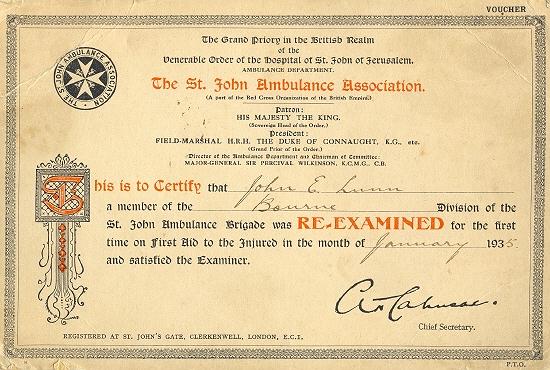 VOUCHER
The Grand Priory in the British Realm
of the
Venerable Order of the Hospital of St. John of Jerusalem.
AMBULANCE DEPARTMENT.
THE ST. JOHN AMBULANCE ASSOCIATION
The St. John Ambulance Association.
(A part of the Red Cross Organization of the British Empire)
Patron:
HIS MAJESTY THE KING.
(Sovereign Head of the Order.)
President:
FIELD-MARSHAL H.R.H. THE DUKE OF CONNAUGHT, K.G., etc.
(Grand Prior of the Order.)
Director of the Ambulance Department and Chairman of Committee:
MAJOR-GENERAL SIR PERCIVAL WILKINSON, K.C.M.G., C.B.
This is to Certify that John E. Lunn
a member of the Bourne Division of the
St. John Ambulance Brigade was RE-EXAMINED for the first
time on First Aid to the Injured in the month of January 1935
and satisfied the Examiner.
Chief Secretary.
REGISTERED AT ST. JOHN'S GATE, CLERKENWELL, LONDON, E.C.1.
P.T.O.